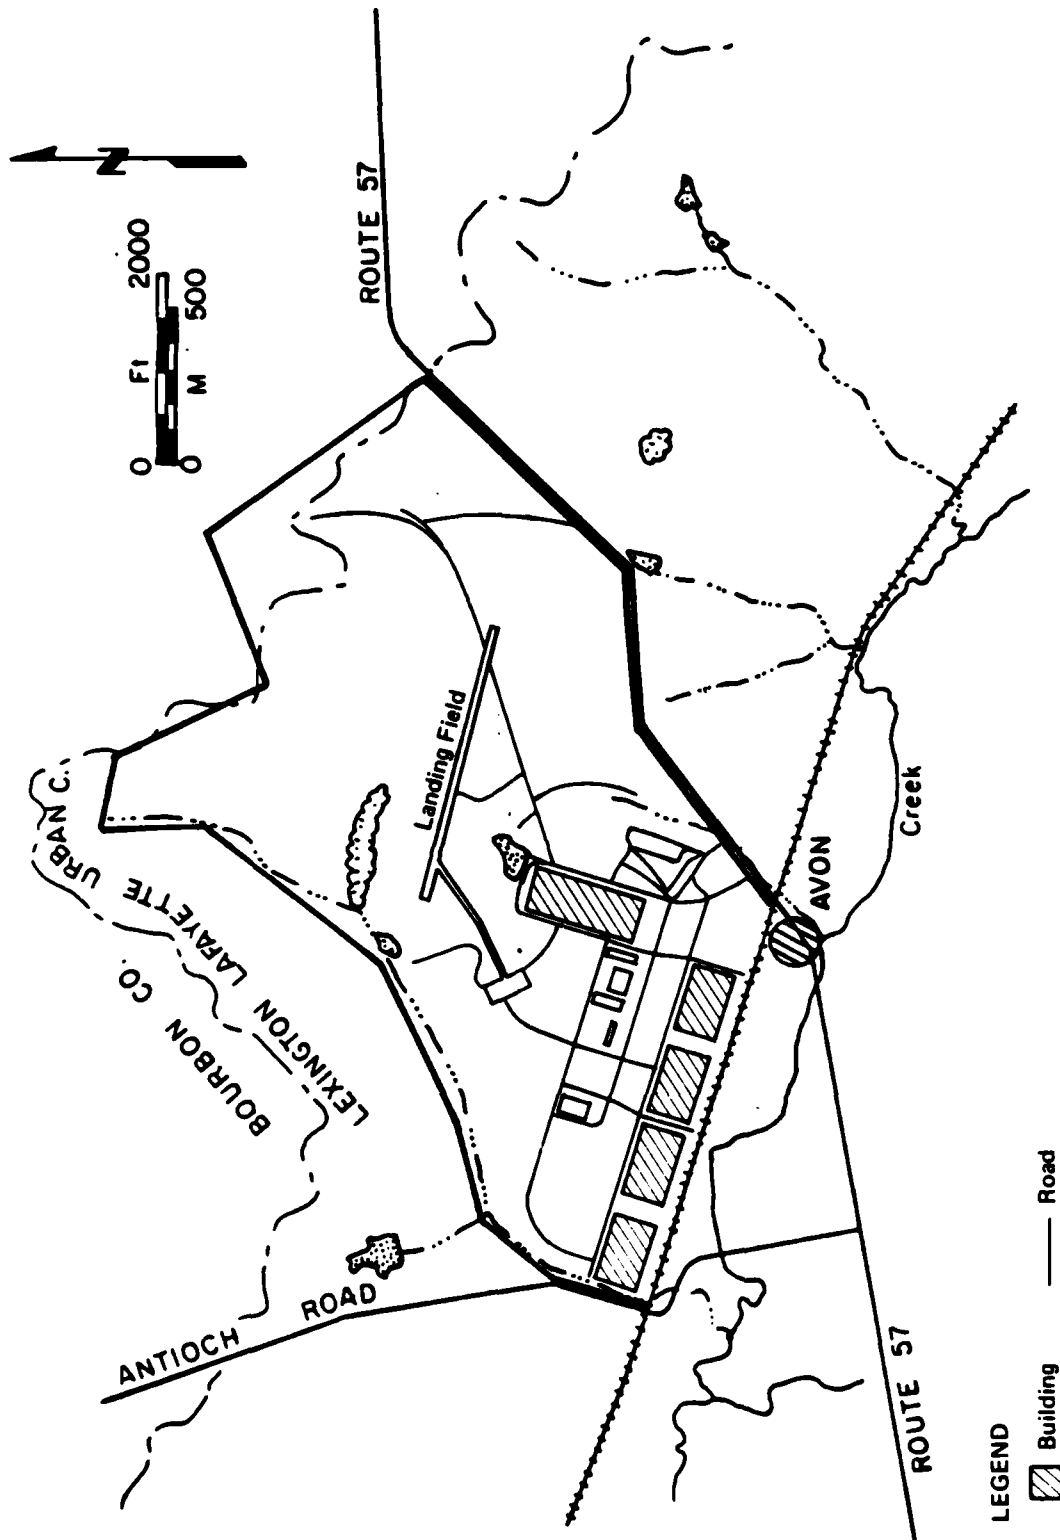 N
0 Ft 2000
0 M 500
ROUTE 57
LEXINGTON LAFAYETTE URBAN C.
BOURBON CO
ANTIOCH ROAD
Landing Field
AVON
Creek
ROUTE 57
LEGEND
Building
Road